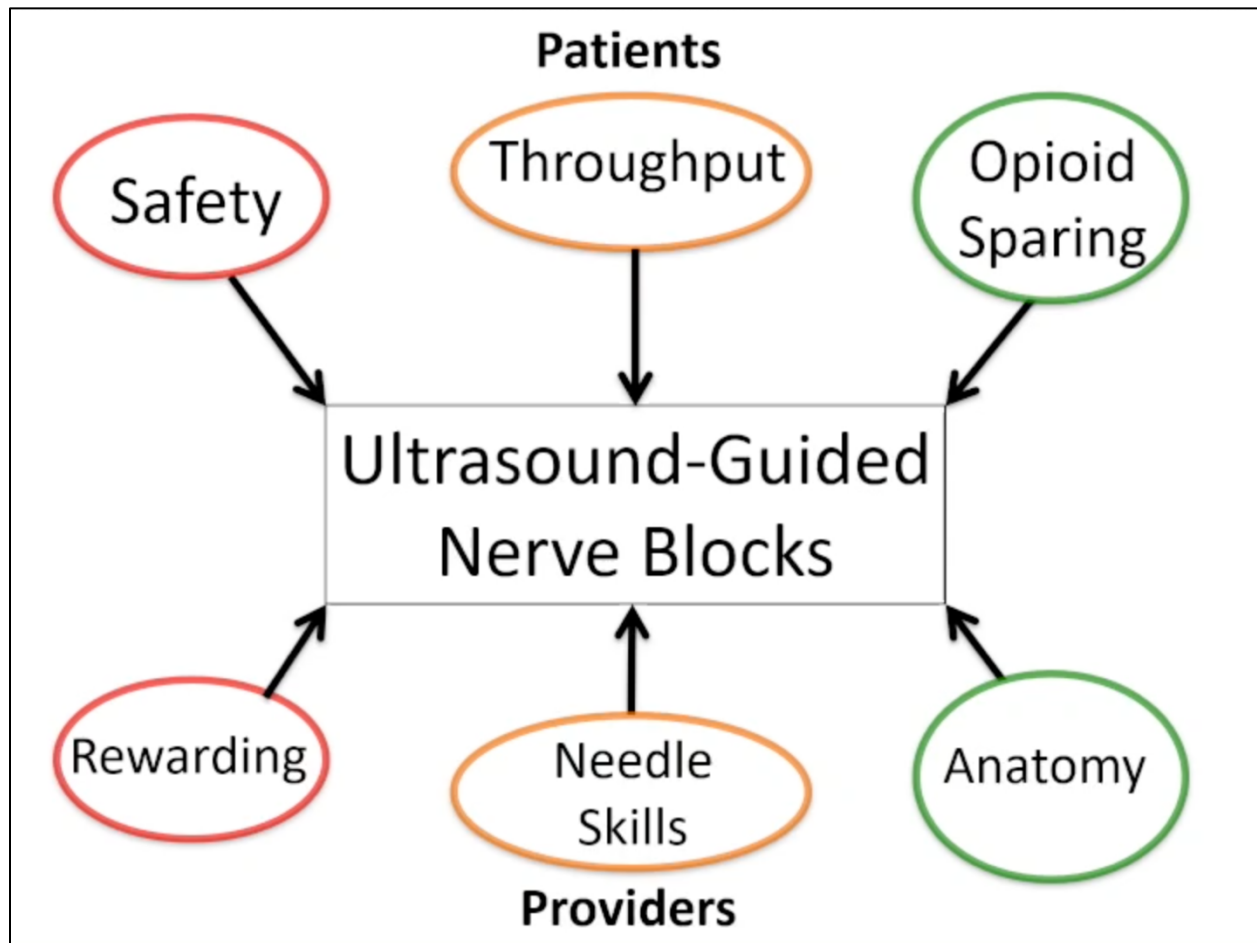 Patients
Safety
Throughput
Opioid
Sparing
Ultrasound-Guided
Nerve Blocks
Rewarding
Needle
Skills
Anatomy
Providers